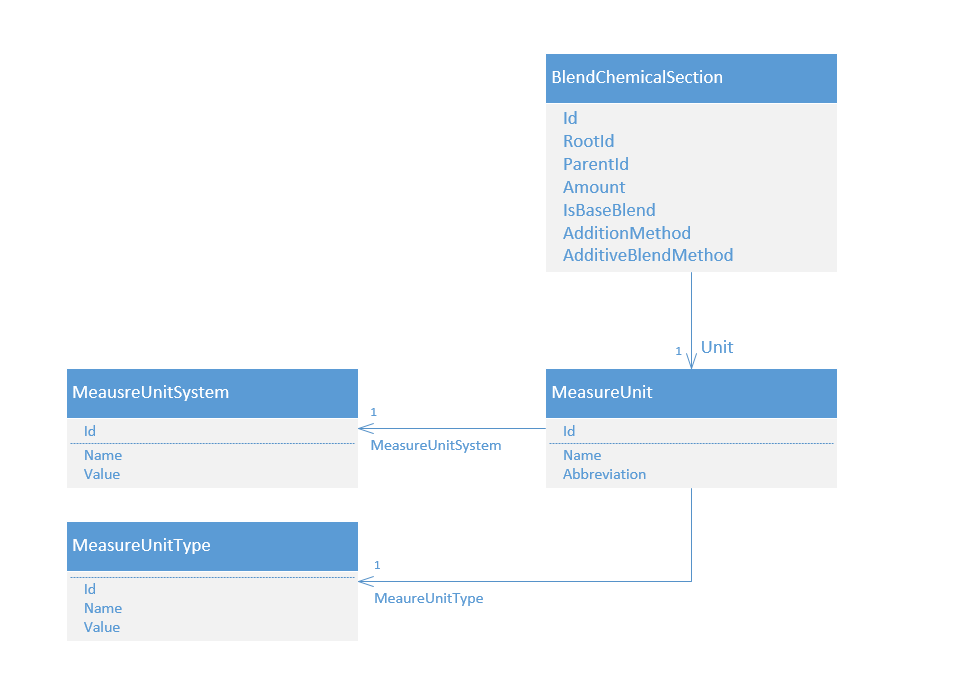 BlendChemicalSection
Id
RootId
ParentId
Amount
IsBaseBlend
AdditionMethod
AdditiveBlendMethod
1
Unit
MeausreUnitSystem
Id
Name
Value
1
MeasureUnitSystem
MeasureUnit
Id
Name
Abbreviation
MeasureUnitType
Id
Name
Value
1
MeaureUnitType